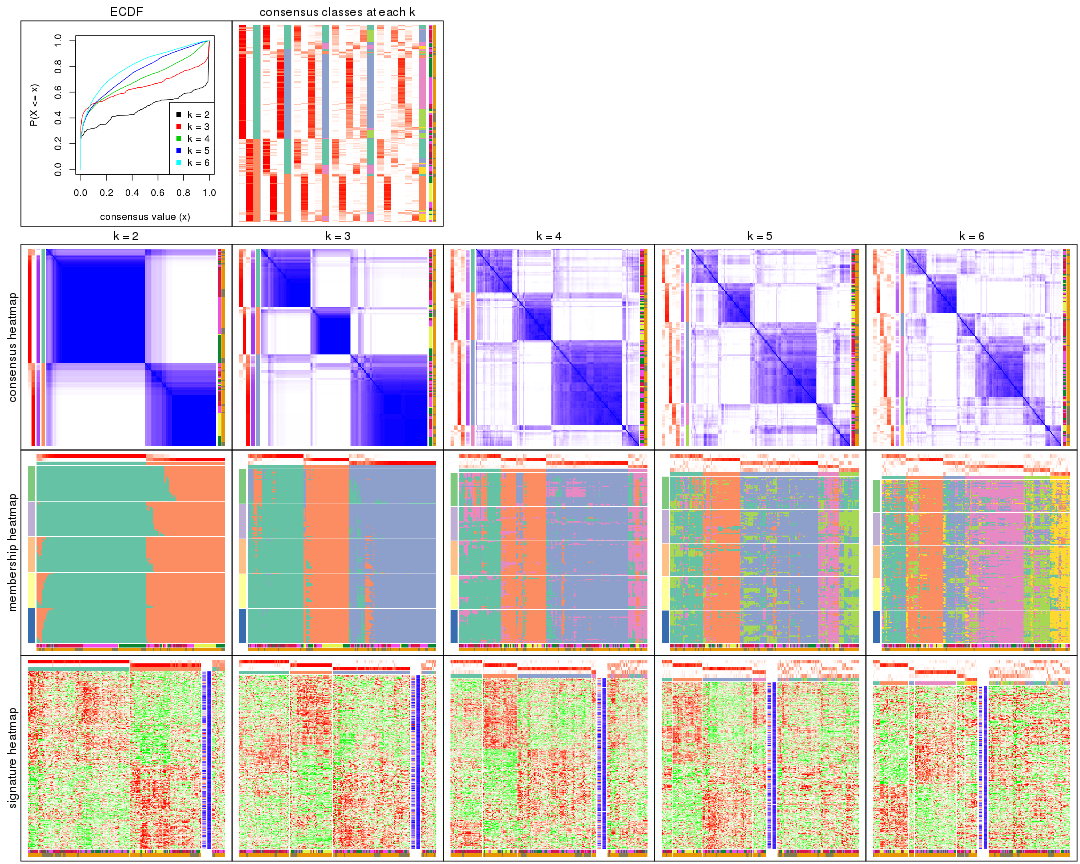 ECDF
consensus classes at each k
P(X <= x)
0.0 0.2 0.4 0.6 0.8 1.0
k = 2
k = 3
k = 4
k = 5
k = 6
0.0 0.2 0.4 0.6 0.8 1.0
consensus value (x)
k = 2 k = 3 k = 4 k = 5 k = 6
consensus heatmap
membership heatmap
signature heatmap